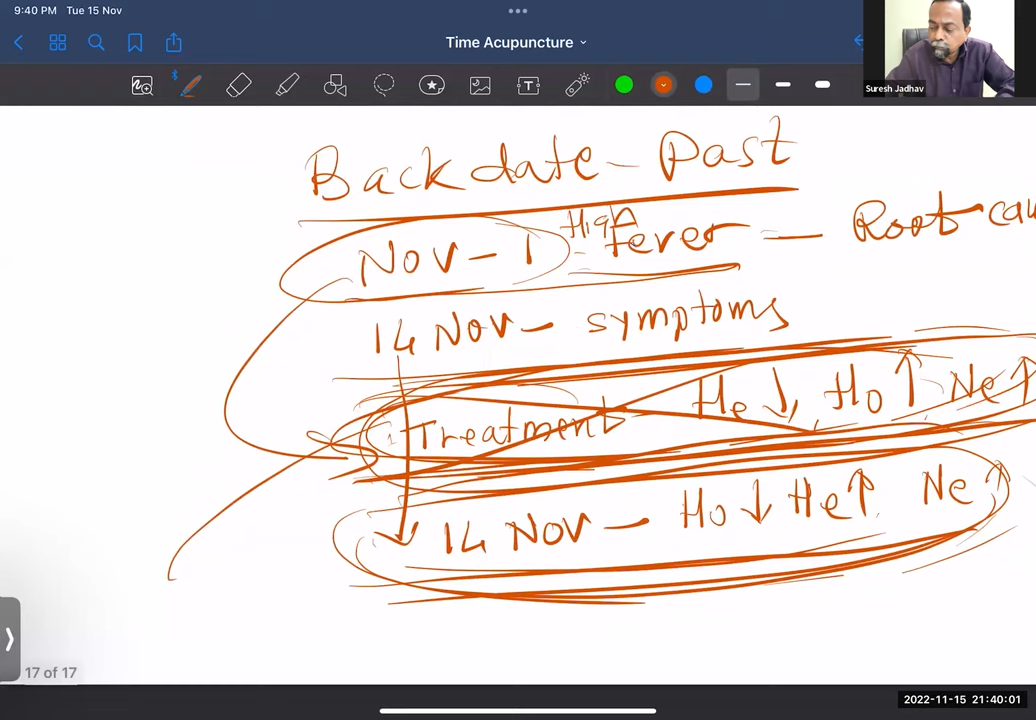 9:40 PM Tue 15 Nov
Time Acupuncture
Suresh Jadhav
Back date - Past
Nov - 1 High fever = Root cau
14 Nov - symptoms
Treatment He ↓, Ho ↑ Ne ↑
14 Nov - Ho ↓ He ↑ Ne ↑
17 of 17
2022-11-15 21:40:01